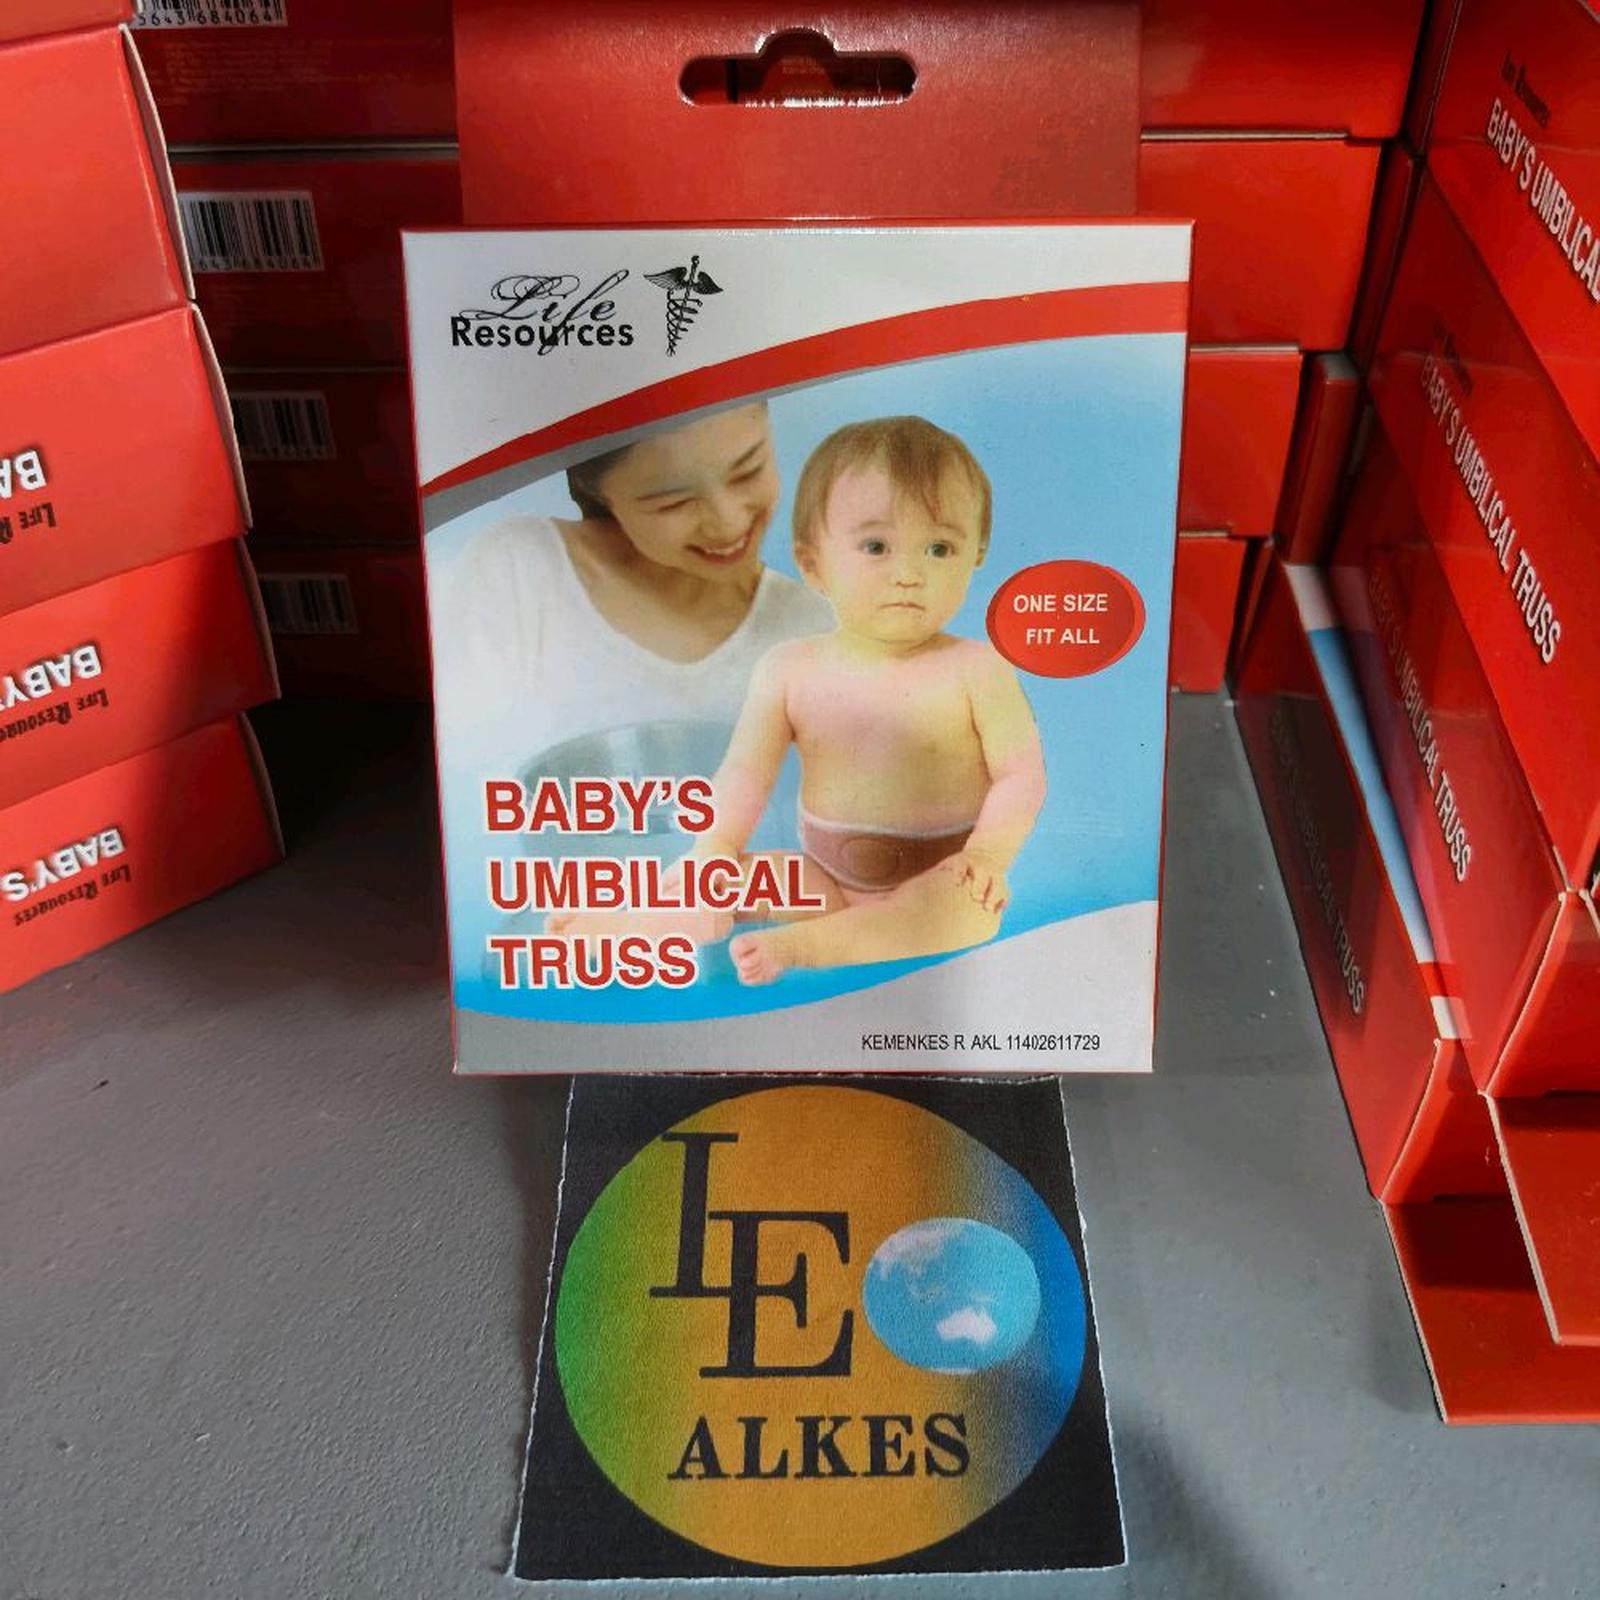 Life
Resources
ONE SIZE
FIT ALL
BABY'S
UMBILICAL
TRUSS
KEMENKES R AKL 11402611729
LE
ALKES
BABY'S UMBILICAL
BABY'S UMBILICAL TRUSS
BABY'S UMBILICAL TRUSS
BA
BABY'S
LIFE RESOURCES
BABY'S
LIFE RESOURCES